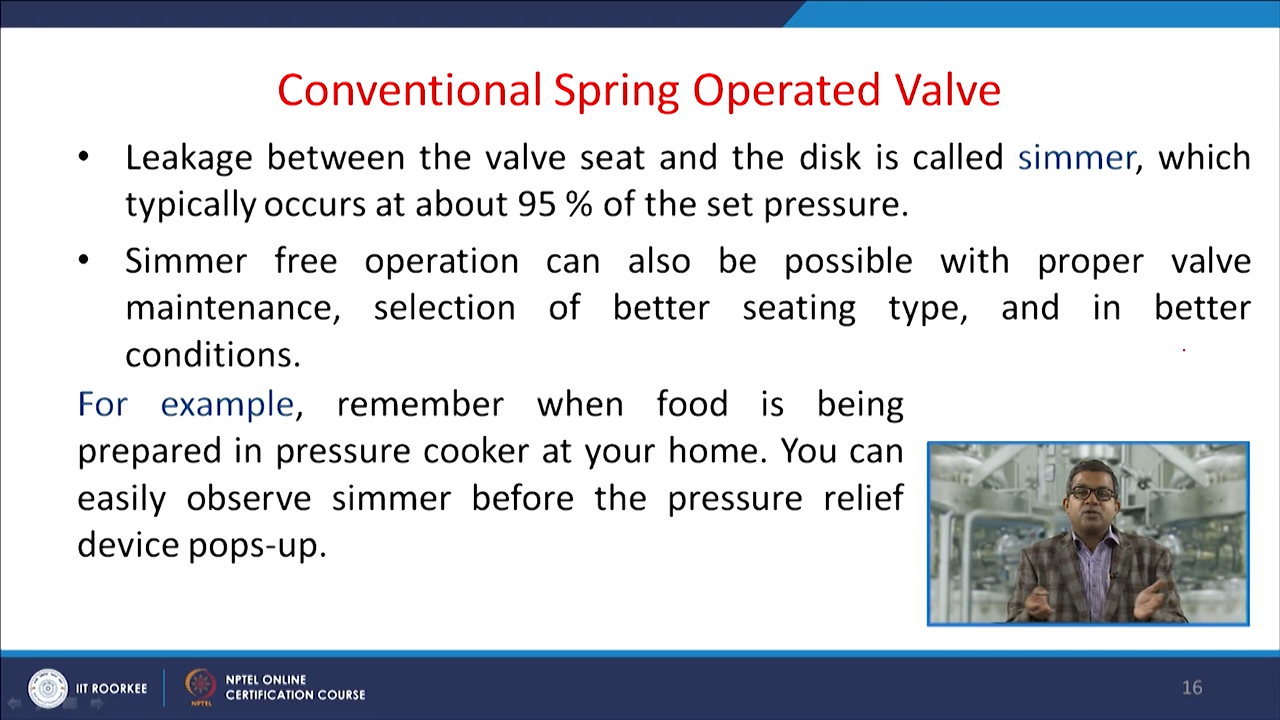 Conventional Spring Operated Valve
• Leakage between the valve seat and the disk is called simmer, which
typically occurs at about 95 % of the set pressure.
• Simmer free operation can also be possible with proper valve
maintenance, selection of better seating type, and in better
conditions.
For example, remember when food is being
prepared in pressure cooker at your home. You can
easily observe simmer before the pressure relief
device pops-up.
IIT ROORKEE
NPTEL
NPTEL ONLINE
CERTIFICATION COURSE
16